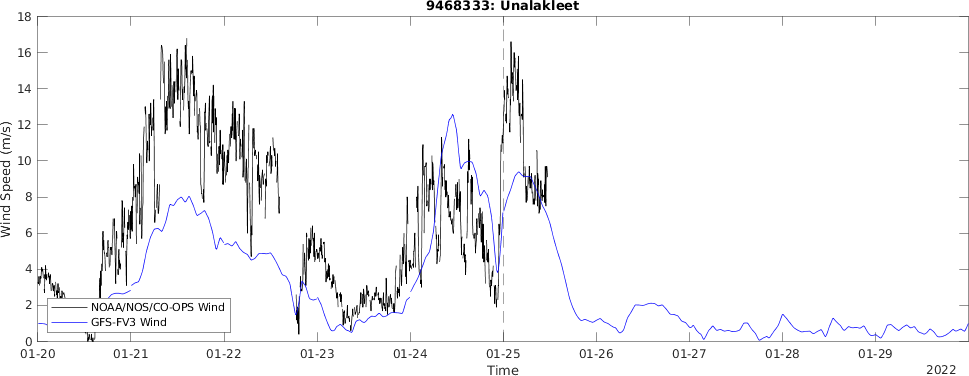 9468333: Unalakleet
18
16
14
12
10
8
6
4
2
0
Wind Speed (m/s)
NOAA/NOS/CO-OPS Wind
GFS-FV3 Wind
01-20 01-21 01-22 01-23 01-24 01-25 01-26 01-27 01-28 01-29
Time
2022